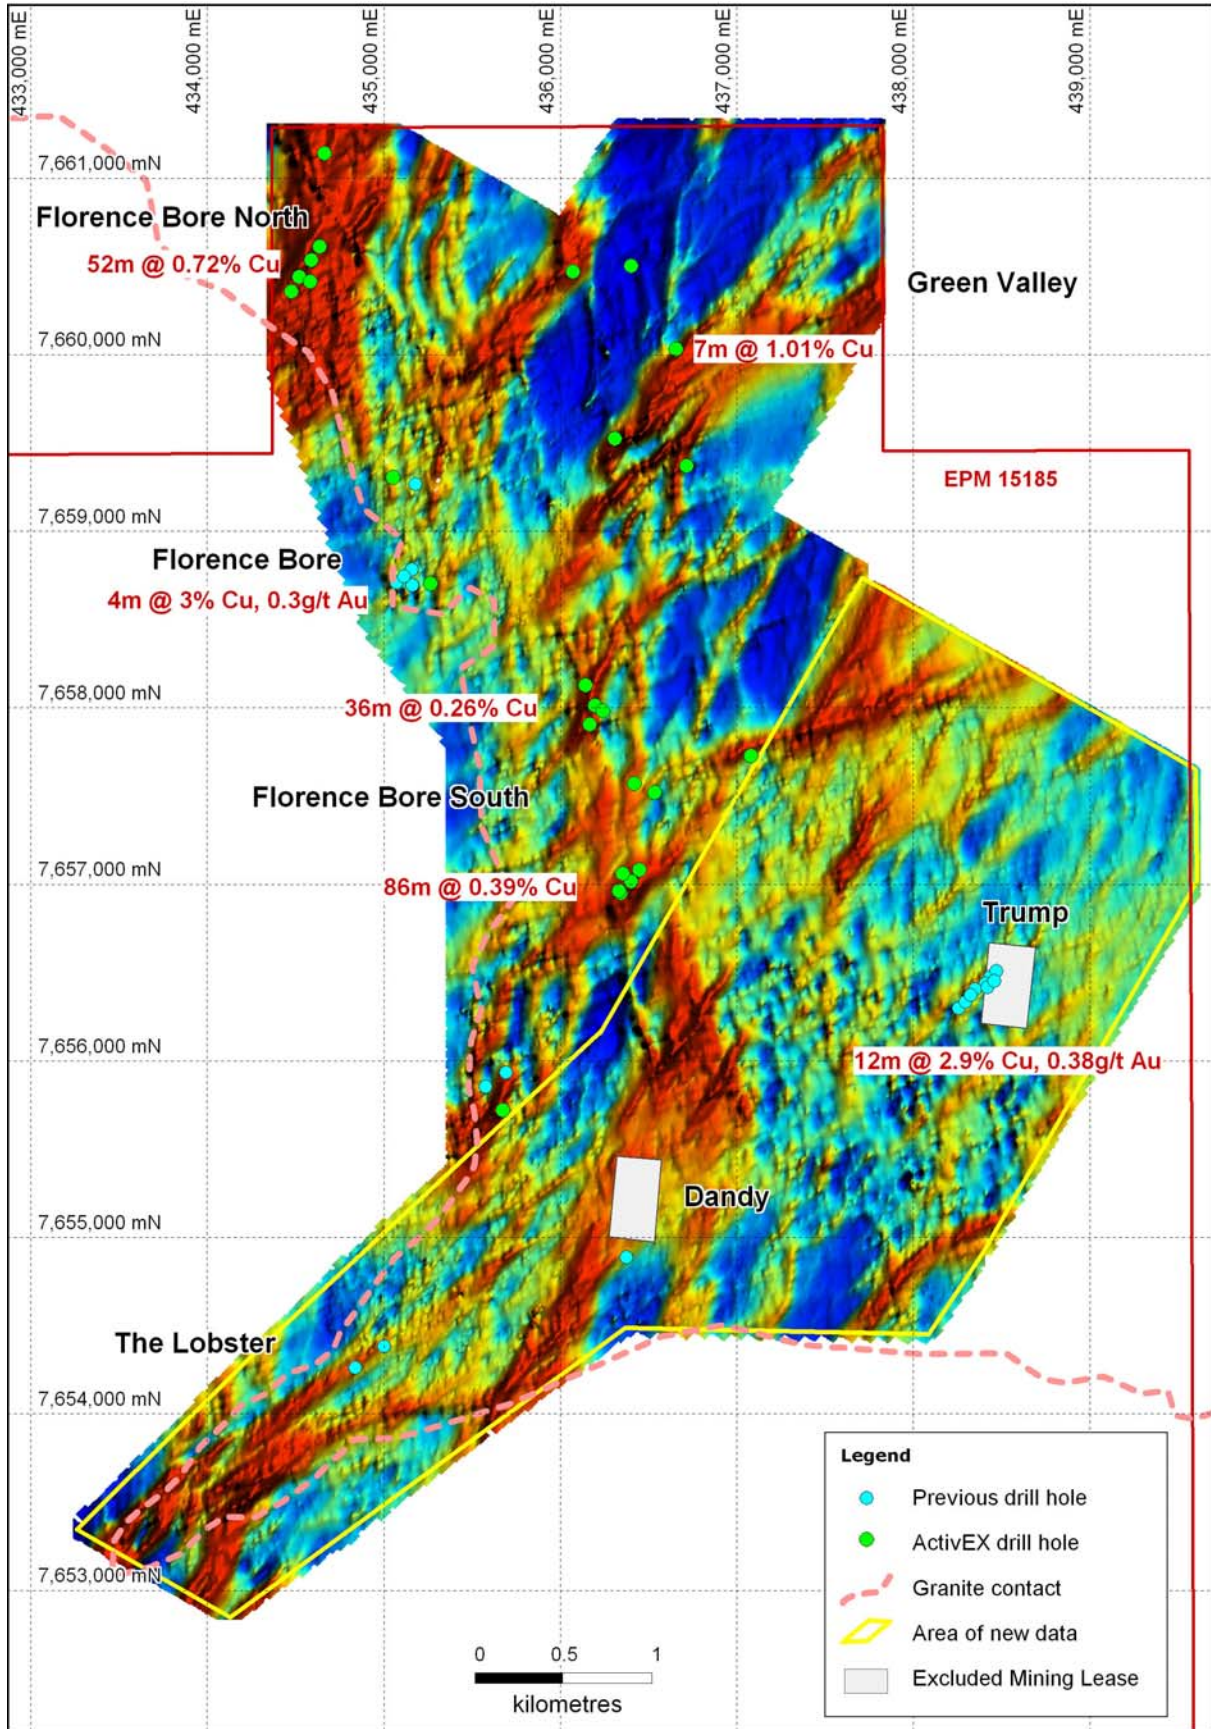 433,000 mE
434,000 mE
435,000 mE
436,000 mE
437,000 mE
438,000 mE
439,000 mE
7,661,000 mN
Florence Bore North
52m @ 0.72% Cu
Green Valley
7,660,000 mN
7m @ 1.01% Cu
EPM 15185
7,659,000 mN
Florence Bore
4m @ 3% Cu, 0.3g/t Au
7,658,000 mN
36m @ 0.26% Cu
Florence Bore South
7,657,000 mN
86m @ 0.39% Cu
Trump
7,656,000 mN
12m @ 2.9% Cu, 0.38g/t Au
Dandy
7,655,000 mN
The Lobster
7,654,000 mN
7,653,000 mN
Legend
Previous drill hole
ActivEX drill hole
Granite contact
Area of new data
Excluded Mining Lease
0 0.5 1
kilometres